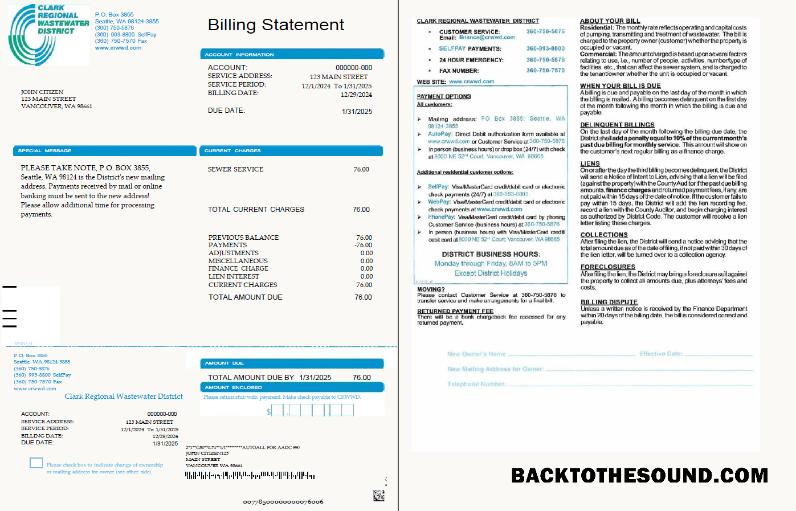 CLARK
REGIONAL
WASTEWATER
DISTRICT
P.O. Box 3855
Seattle, WA 98124
(360) 750-5876
(360) 993-8800 SelfPay
(360) 750-7570 Fax
www.crwwd.com
Billing Statement
ACCOUNT INFORMATION
ACCOUNT: 000000-000
SERVICE ADDRESS: 123 MAIN STREET
SERVICE PERIOD: 12/1/2024 To 1/31/2025
BILLING DATE: 12/29/2024
DUE DATE: 1/31/2025
JOHN CITIZEN
123 MAIN STREET
VANCOUVER, WA 98661
SPECIAL MESSAGE
PLEASE TAKE NOTE, P.O. BOX 3855,
Seattle, WA 98124 is the District's new mailing
address. Payments received by mail or online
banking must be sent to the new address!
Please allow additional time for processing
payments.
CURRENT CHARGES
SEWER SERVICE 76.00
TOTAL CURRENT CHARGES 76.00
PREVIOUS BALANCE 76.00
PAYMENTS -76.00
ADJUSTMENTS 0.00
MISCELLANEOUS 0.00
FINANCE CHARGE 0.00
LIEN INTEREST 0.00
CURRENT CHARGES 76.00
TOTAL AMOUNT DUE 76.00
P.O. Box 3855
Seattle, WA 98124-3855
(360) 750-5876
(360) 993-8800 SelfPay
(360) 750-7570 Fax
www.crwwd.com
Clark Regional Wastewater District
ACCOUNT: 000000-000
SERVICE ADDRESS: 123 MAIN STREET
SERVICE PERIOD: 12/1/2024 To 1/31/2025
BILLING DATE: 12/29/2024
DUE DATE: 1/31/2025
Please check box to indicate change of ownership
or mailing address for owner (see other side).
AMOUNT DUE
TOTAL AMOUNT DUE BY 1/31/2025 76.00
AMOUNT ENCLOSED
Please return stub with payment. Make check payable to CRWWD.
$
JOHN CITIZEN 123
MAIN STREET
VANCOUVER WA 98661
CLARK REGIONAL WASTEWATER DISTRICT
• CUSTOMER SERVICE: 360-750-5876
Email: finance@crwwd.com
• SELFPAY PAYMENTS: 360-993-8800
• 24 HOUR EMERGENCY: 360-750-5876
• FAX NUMBER: 360-750-7570
WEB SITE: www.crwwd.com
PAYMENT OPTIONS
All customers:
➢ Mailing address: PO BOX 3855; Seattle, WA
98124-3855
➢ AutoPay: Direct Debit authorization form available at
www.crwwd.com or Customer Service at 360-750-5876
➢ In person (business hours) or drop box (24/7) with check
at 8000 NE 52nd Court, Vancouver, WA 98665
Additional residential customer options:
➢ SelfPay: Visa/MasterCard credit/debit card or electronic
check payments (24/7) at 360-993-8800
➢ WebPay: Visa/MasterCard credit/debit card or electronic
check payments at www.crwwd.com
➢ PhonePay: Visa/MasterCard credit/debit card by phoning
Customer Service (business hours) at 360-750-5876
➢ In person (business hours) with Visa/MasterCard credit/
debit card at 8000 NE 52nd Court; Vancouver, WA 98665
DISTRICT BUSINESS HOURS:
Monday through Friday, 8AM to 5PM
Except District Holidays
MOVING?
Please contact Customer Service at 360-750-5876 to
transfer service and make arrangements for a final bill.
RETURNED PAYMENT FEE
There will be a bank chargeback fee assessed for any
returned payment.
ABOUT YOUR BILL
Residential: The monthly rate reflects operating and capital costs
of pumping, transmitting and treatment of wastewater. The bill is
charged to the property owner (customer) whether the property is
occupied or vacant.
Commercial: The amount charged is based upon several factors
relating to use, i.e., number of people, activities, number/type of
facilities, etc., that can affect the sewer system, and is charged to
the tenant/owner whether the unit is occupied or vacant.
WHEN YOUR BILL IS DUE
A billing is due and payable on the last day of the month in which
the billing is mailed. A billing becomes delinquent on the first day
of the month following the month in which the billing is due and
payable.
DELINQUENT BILLINGS
On the last day of the month following the billing due date, the
District shall add a penalty equal to 10% of the current month's
past due billing for monthly service. This amount will show on
the customer's next regular billing as a finance charge.
LIENS
On or after the day the third billing becomes delinquent, the District
will send a Notice of Intent to Lien, advising that a lien will be filed
(against the property) with the County Auditor if the past due billing
amounts, finance charges and returned payment fees, if any, are
not paid within 15 days of the date of filing. If the customer fails to
pay within 15 days, the District will add the lien recording fee,
record a lien with the County Auditor, and begin charging interest
as authorized by District Code. The customer will receive a lien
letter listing these charges.
COLLECTIONS
After filing the lien, the District will send a notice advising that the
total amount due as of the date of filing, if not paid within 30 days of
the lien letter, will be turned over to a collection agency.
FORECLOSURES
After filing the lien, the District may bring a foreclosure suit against
the property to collect all amounts due, plus attorneys' fees and
costs.
BILLING DISPUTE
Unless a written notice is received by the Finance Department
within 20 days of the billing date, the bill is considered correct and
payable.
New Owner's Name: Effective Date:
New Mailing Address for Owner:
Telephone Number:
BACKTOTHESOUND.COM